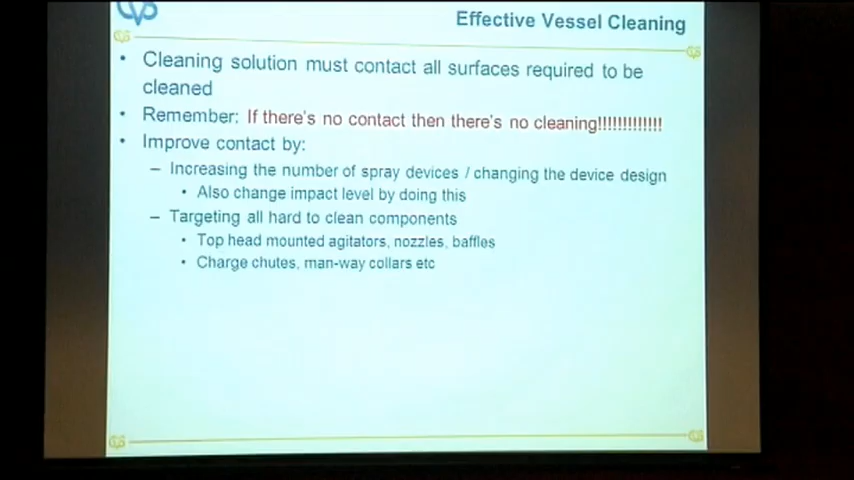 Effective Vessel Cleaning
• Cleaning solution must contact all surfaces required to be
cleaned
• Remember: If there's no contact then there's no cleaning!!!!!!!!!!!!!
• Improve contact by:
– Increasing the number of spray devices / changing the device design
• Also change impact level by doing this
– Targeting all hard to clean components
• Top head mounted agitators, nozzles, baffles
• Charge chutes, man-way collars etc